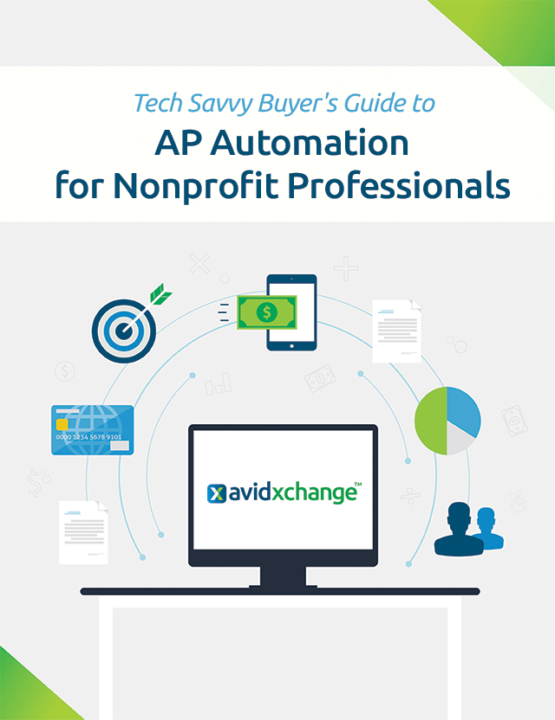 Tech Savvy Buyer's Guide to
AP Automation
for Nonprofit Professionals
$
0000 1234 5678 9101
avidxchange™